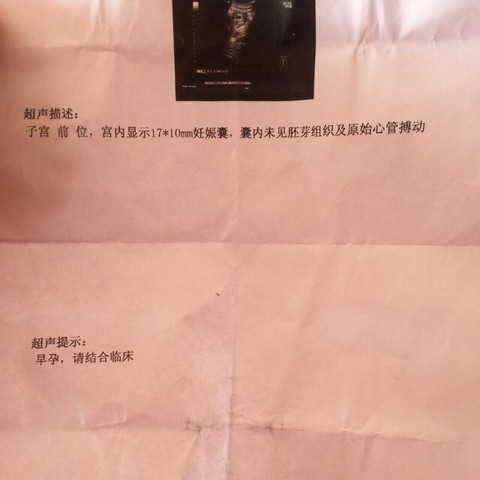 超声描述：
子宫 前 位，宫内显示17*10mm妊娠囊，囊内未见胚芽组织及原始心管搏动
超声提示：
早孕，请结合临床